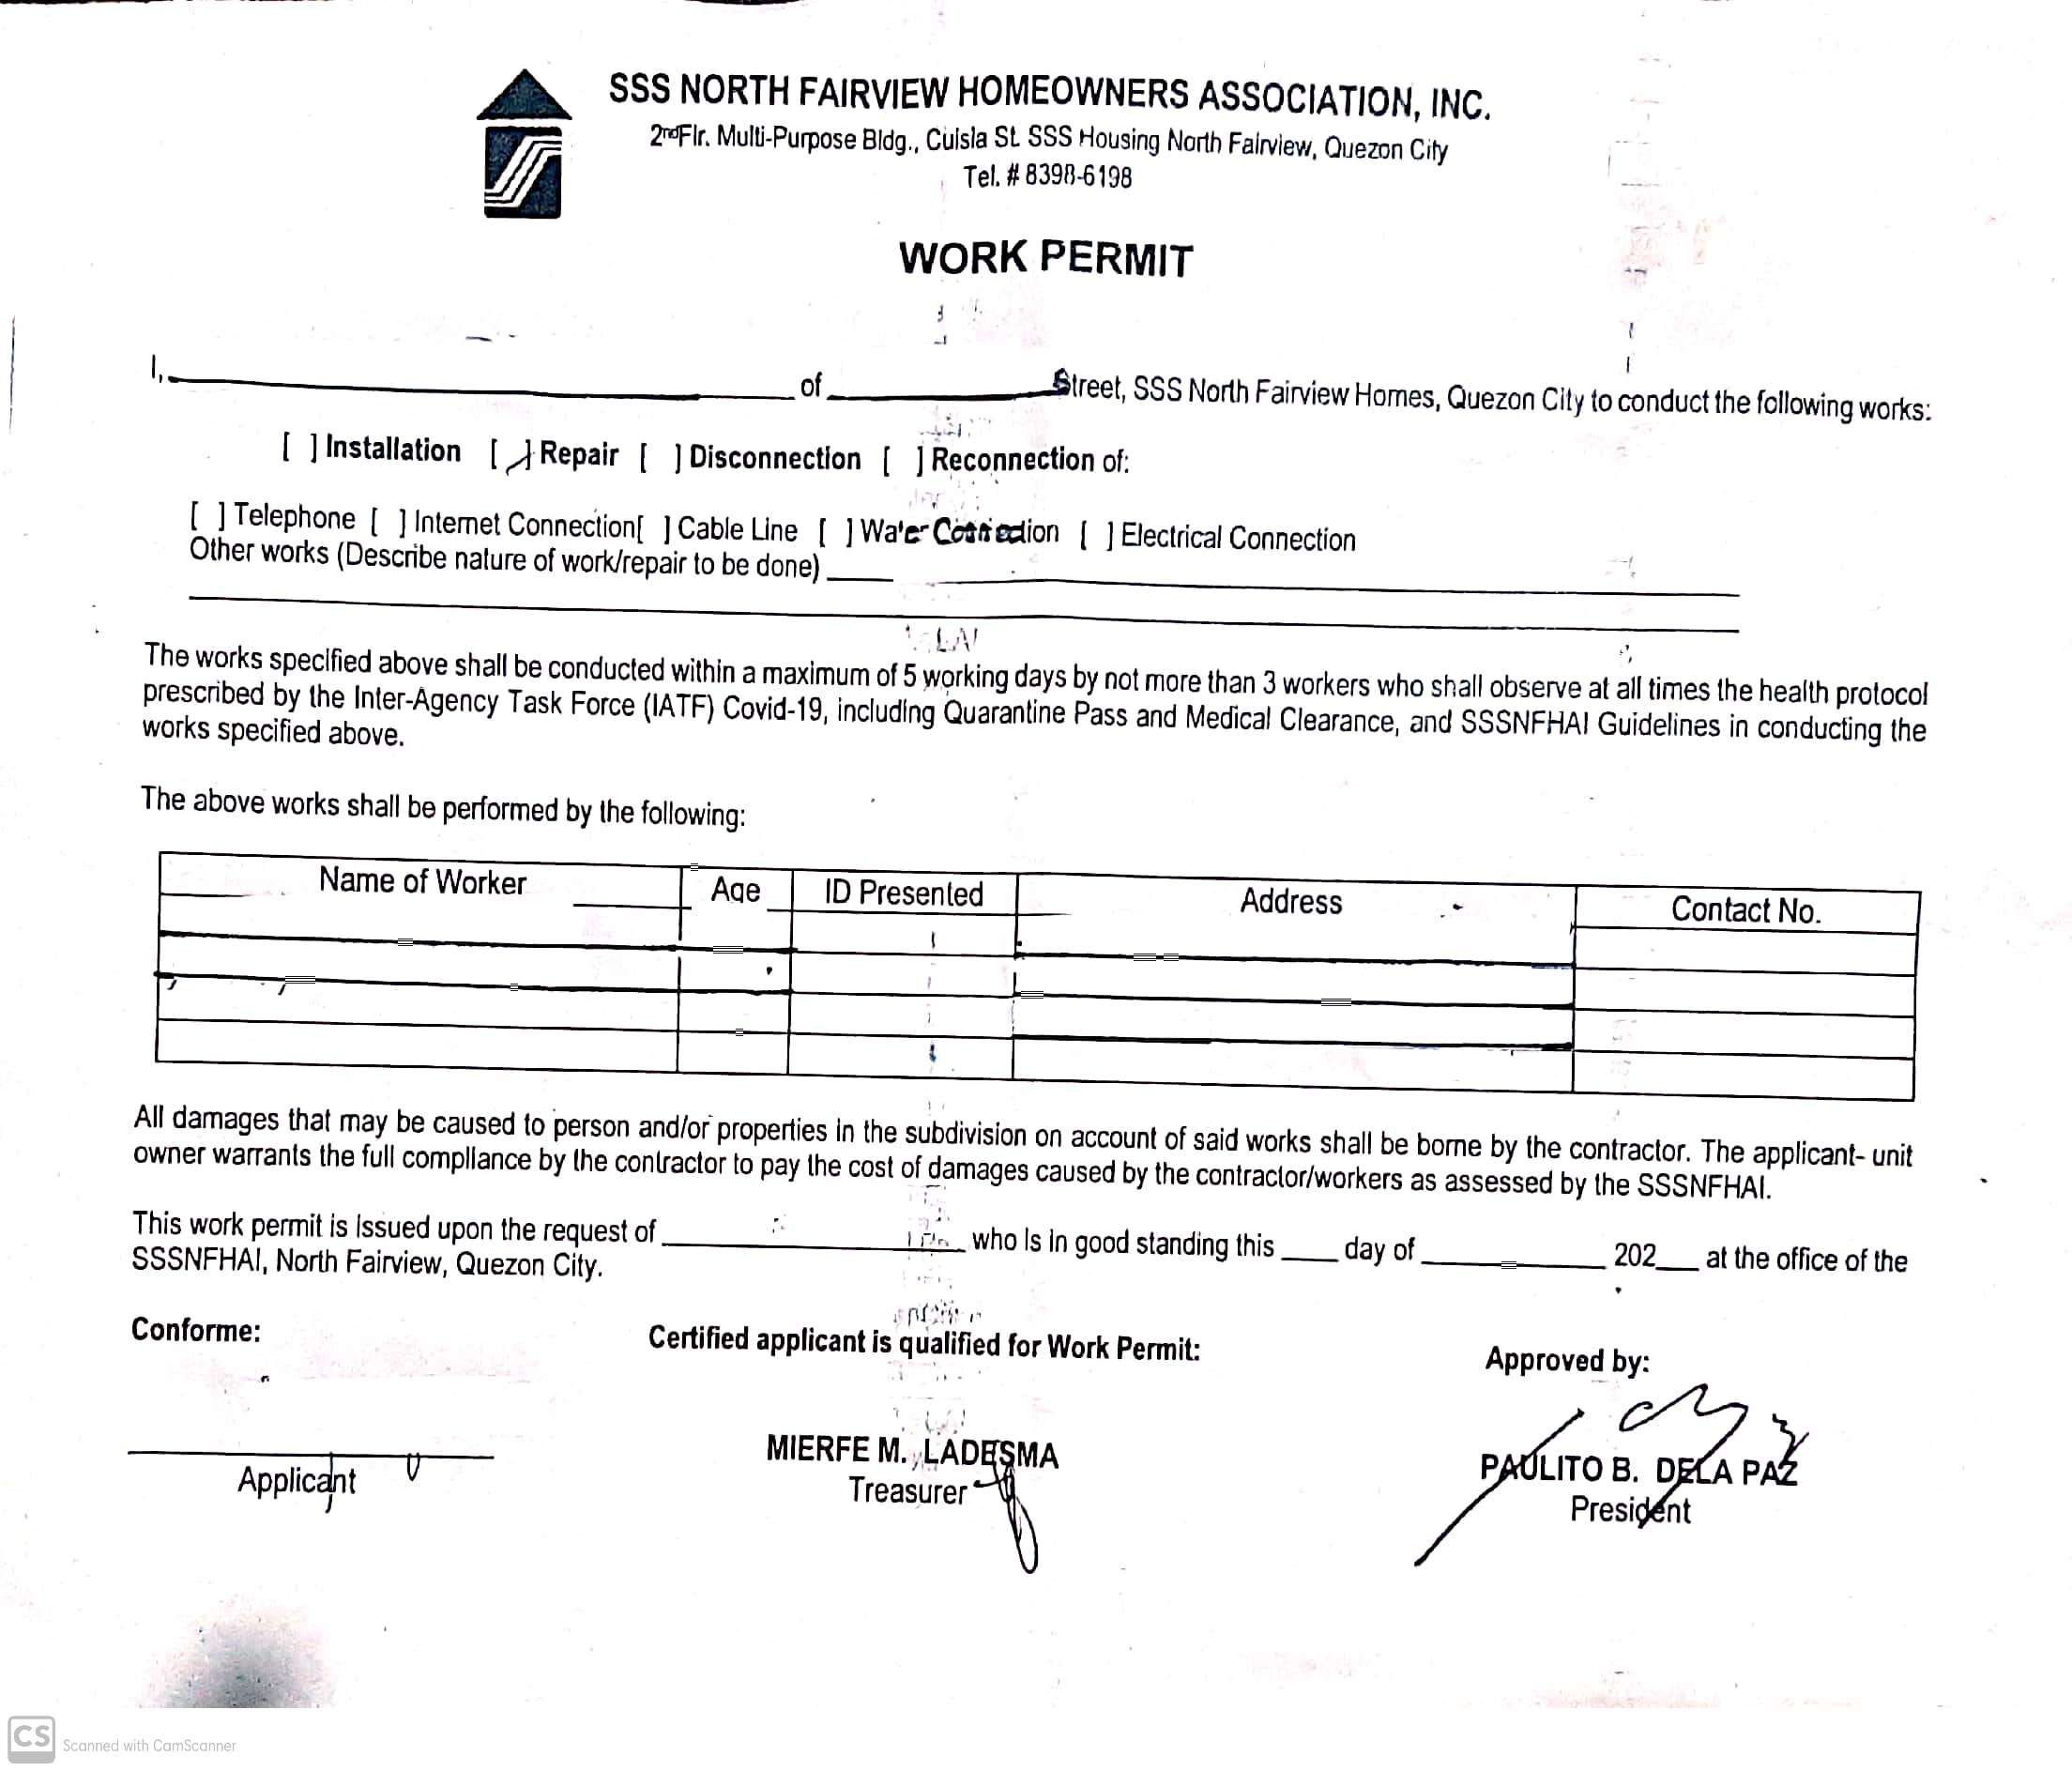 SSS NORTH FAIRVIEW HOMEOWNERS ASSOCIATION, INC.
2nd Flr. Multi-Purpose Bldg., Cuisla St. SSS Housing North Fairview, Quezon City
Tel. # 8398-6198
WORK PERMIT
I, ____ of ____ Street, SSS North Fairview Homes, Quezon City to conduct the following works:
[ ] Installation [ ] Repair [ ] Disconnection [ ] Reconnection of:
[ ] Telephone [ ] Internet Connection [ ] Cable Line [ ] Water Connection [ ] Electrical Connection
Other works (Describe nature of work/repair to be done) ____
The works specified above shall be conducted within a maximum of 5 working days by not more than 3 workers who shall observe at all times the health protocol
prescribed by the Inter-Agency Task Force (IATF) Covid-19, including Quarantine Pass and Medical Clearance, and SSSNFHAI Guidelines in conducting the
works specified above.
The above works shall be performed by the following:
Name of Worker Age ID Presented Address Contact No.
All damages that may be caused to person and/or properties in the subdivision on account of said works shall be borne by the contractor. The applicant- unit
owner warrants the full compliance by the contractor to pay the cost of damages caused by the contractor/workers as assessed by the SSSNFHAI.
This work permit is issued upon the request of ____ who is in good standing this ____ day of ____ 202__ at the office of the
SSSNFHAI, North Fairview, Quezon City.
Conforme: Certified applicant is qualified for Work Permit: Approved by:
MIERFE M. LADESMA PAULITO B. DELA PAZ
Applicant Treasurer President
CS Scanned with CamScanner